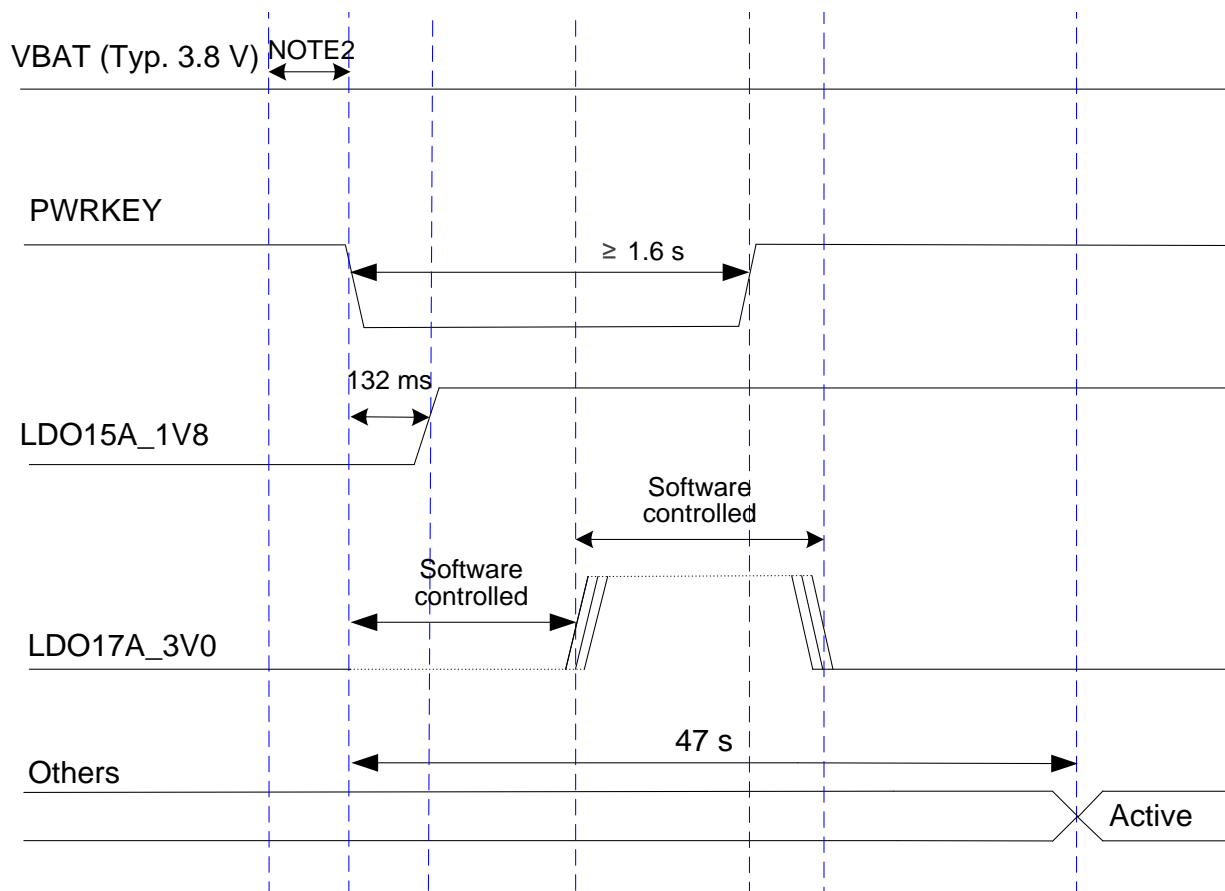 VBAT (Typ. 3.8 V)
NOTE2
PWRKEY
≥ 1.6 s
132 ms
LDO15A_1V8
Software
controlled
Software
controlled
LDO17A_3V0
47 s
Others
Active